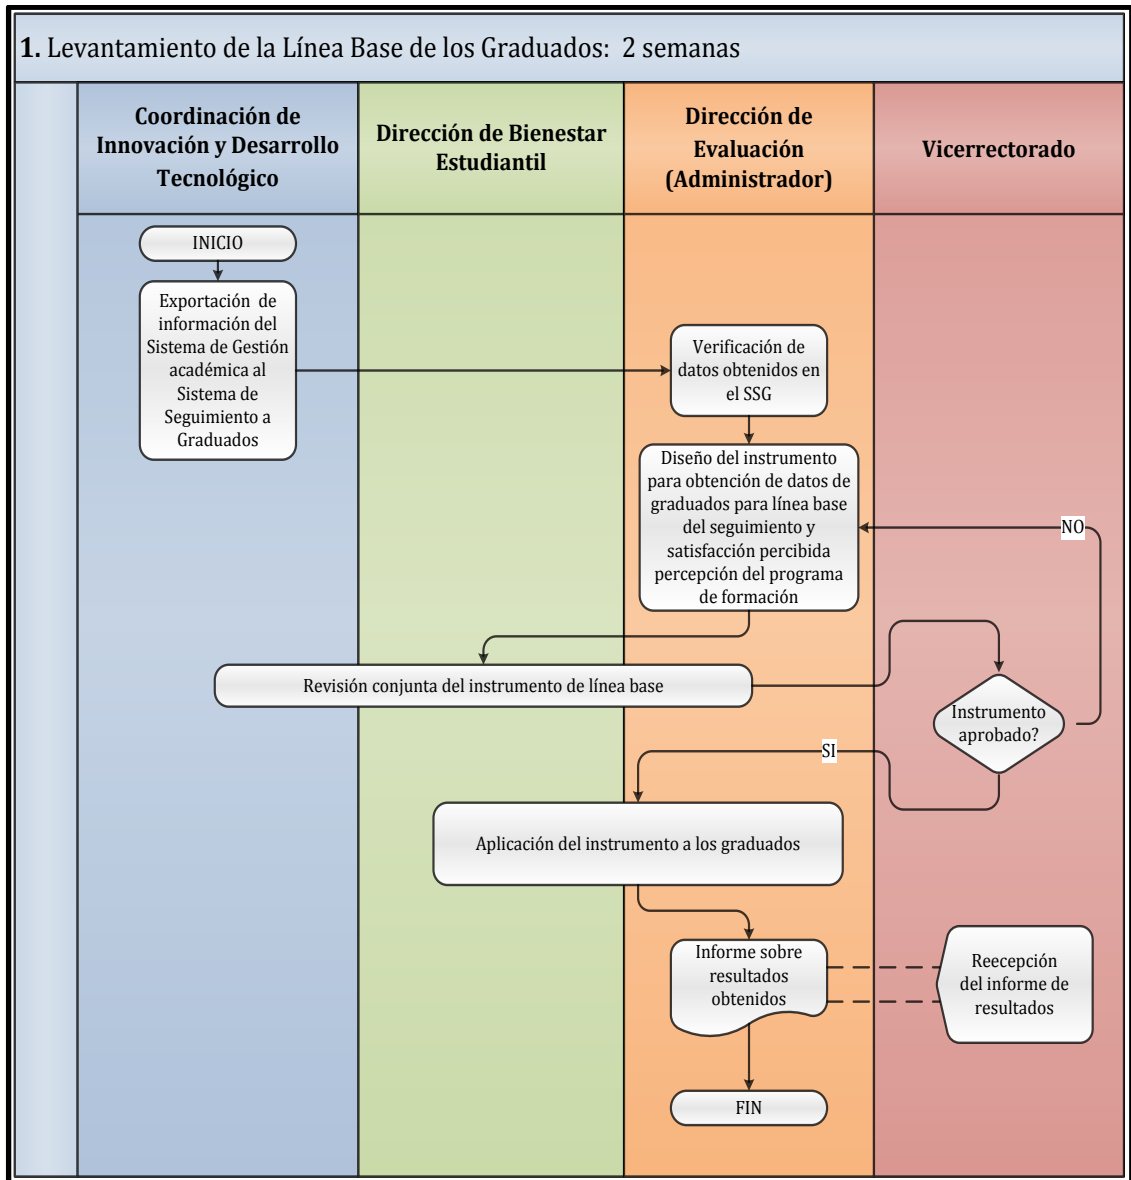 1. Levantamiento de la Línea Base de los Graduados: 2 semanas
Coordinación de
Innovación y Desarrollo
Tecnológico
Dirección de Bienestar
Estudiantil
Dirección de
Evaluación
(Administrador)
Vicerrectorado
INICIO
Exportación de
información del
Sistema de Gestión
académica al
Sistema de
Seguimiento a
Graduados
Verificación de
datos obtenidos en
el SSG
Diseño del instrumento
para obtención de datos de
graduados para línea base
del seguimiento y
satisfacción percibida
percepción del programa
de formación
NO
Revisión conjunta del instrumento de línea base
Instrumento
aprobado?
SI
Aplicación del instrumento a los graduados
Informe sobre
resultados
obtenidos
Reecepción
del informe de
resultados
FIN